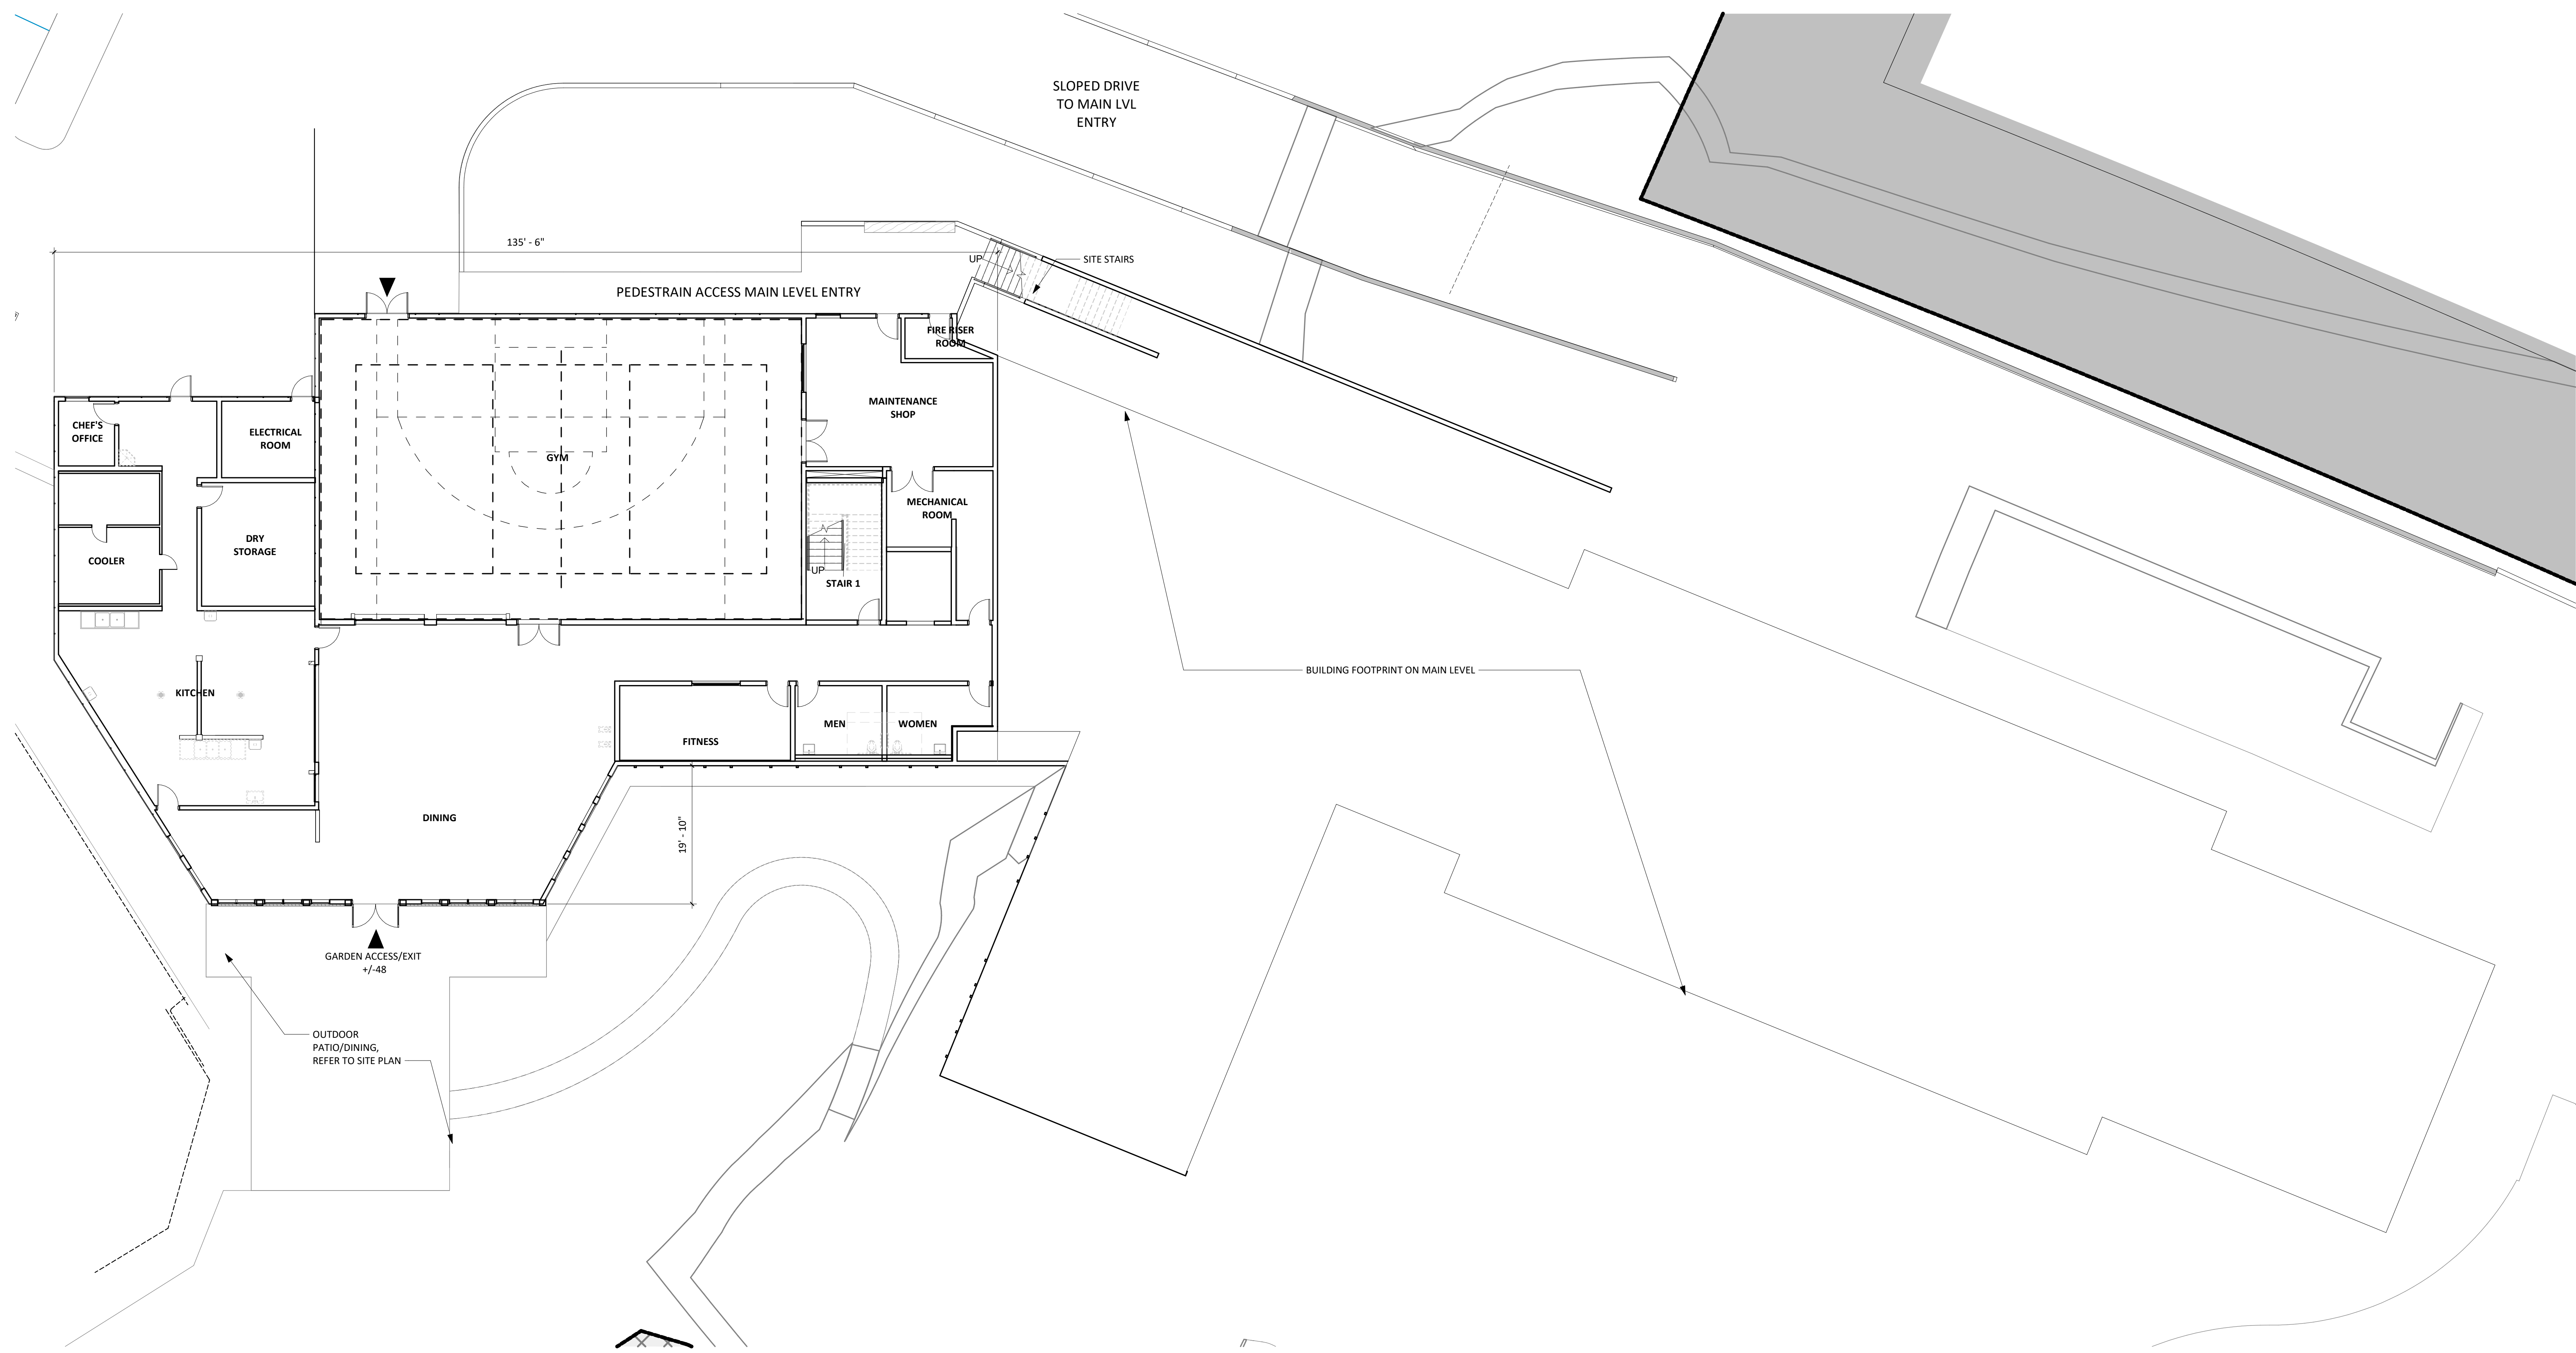 SLOPED DRIVE
TO MAIN LVL
ENTRY
135' - 6"
UP
SITE STAIRS
PEDESTRAIN ACCESS MAIN LEVEL ENTRY
FIRE RISER
ROOM
MAINTENANCE
SHOP
CHEF'S
OFFICE
ELECTRICAL
ROOM
GYM
MECHANICAL
ROOM
DRY
STORAGE
COOLER
UP
STAIR 1
BUILDING FOOTPRINT ON MAIN LEVEL
KITCHEN
MEN
WOMEN
FITNESS
DINING
19' - 10"
GARDEN ACCESS/EXIT
+/-48
OUTDOOR
PATIO/DINING,
REFER TO SITE PLAN